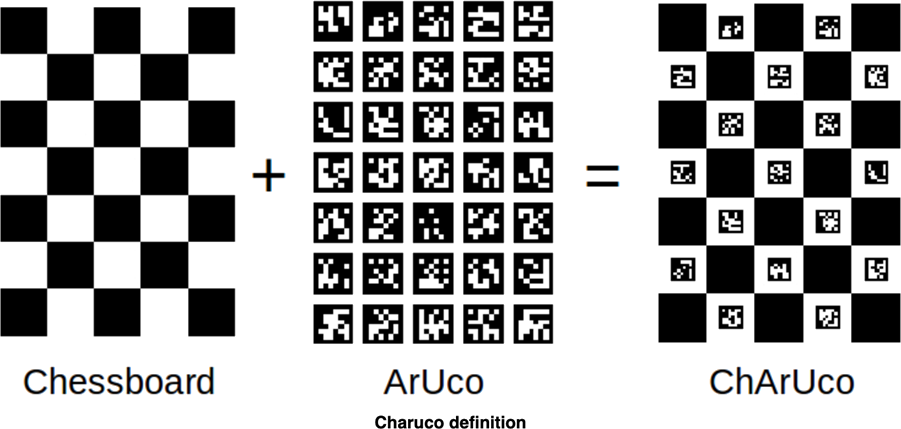 +
=
Chessboard
ArUco
ChArUco
Charuco definition